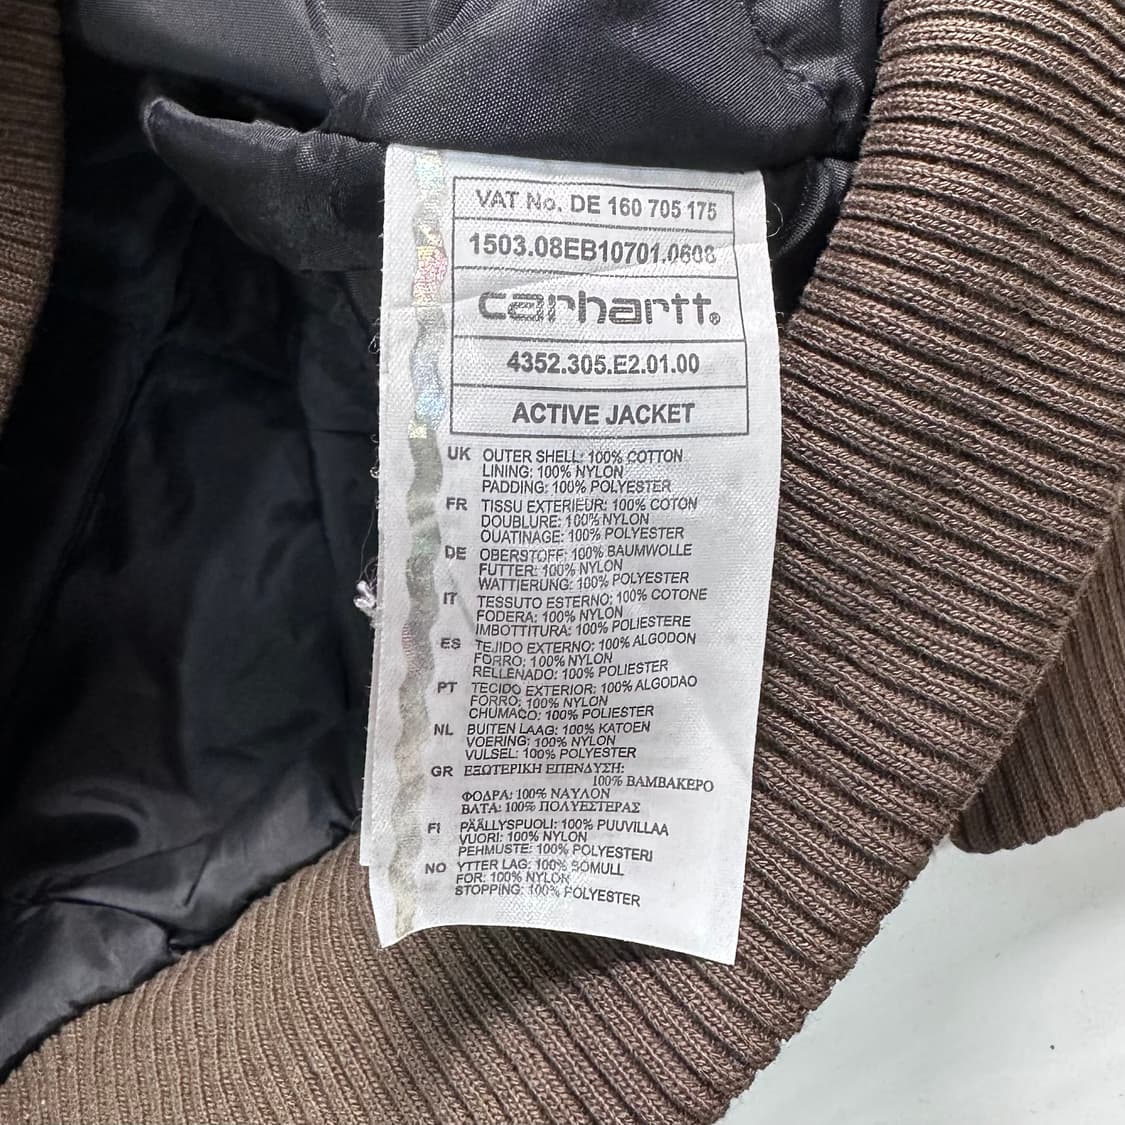 VAT No. DE 160 705 175
1503.08EB10701.0608
carhartt®
4352.305.E2.01.00
ACTIVE JACKET
UK OUTER SHELL: 100% COTTON
LINING: 100% NYLON
PADDING: 100% POLYESTER
FR TISSU EXTERIEUR: 100% COTON
DOUBLURE: 100% NYLON
OUATINAGE: 100% POLYESTER
DE OBERSTOFF: 100% BAUMWOLLE
FUTTER: 100% NYLON
WATTIERUNG: 100% POLYESTER
IT TESSUTO ESTERNO: 100% COTONE
FODERA: 100% NYLON
IMBOTTITURA: 100% POLIESTERE
ES TEJIDO EXTERNO: 100% ALGODON
FORRO: 100% NYLON
RELLENADO: 100% POLIESTER
PT TECIDO EXTERIOR: 100% ALGODAO
FORRO: 100% NYLON
CHUMAÇO: 100% POLIESTER
NL BUITEN LAAG: 100% KATOEN
VOERING: 100% NYLON
VULSEL: 100% POLYESTER
GR ΕΞΩΤΕΡΙΚΗ ΕΠΕΝΔΥΣΗ:
100% ΒΑΜΒΑΚΕΡΟ
ΦΟΔΡΑ: 100% ΝΑΥΛΟΝ
ΒΑΤΑ: 100% ΠΟΛΥΕΣΤΕΡΑΣ
FI PÄÄLLYSPUOLI: 100% PUUVILLAA
VUORI: 100% NYLON
PEHMUSTE: 100% POLYESTERI
NO YTTER LAG: 100% BOMULL
FOR: 100% NYLON
STOPPING: 100% POLYESTER